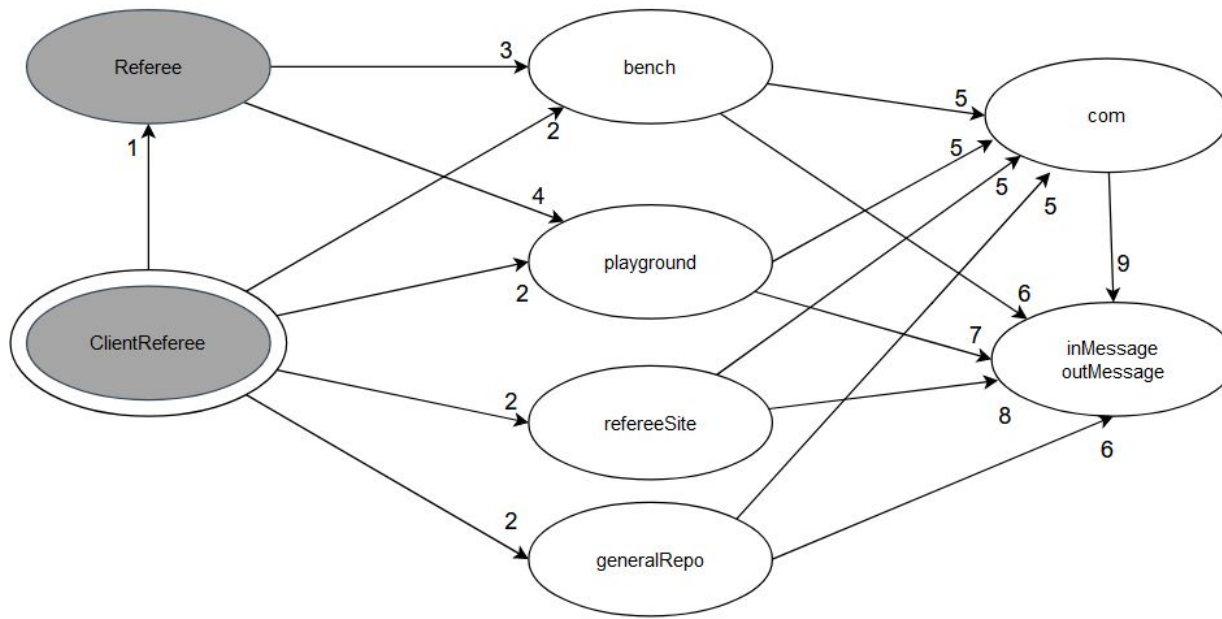 Referee
3
bench
5
com
1
2
5
4
5
5
playground
2
9
ClientReferee
6
7
inMessage
outMessage
2
refereeSite
8
6
2
generalRepo